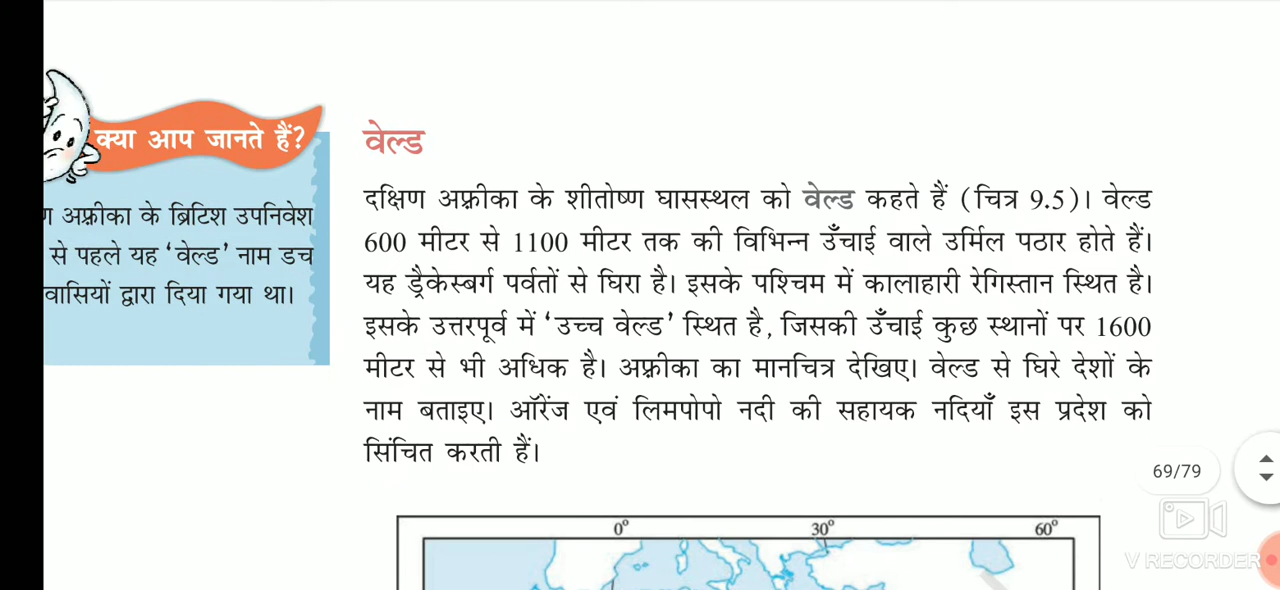 क्या आप जानते हैं?
अफ़्रीका के ब्रिटिश उपनिवेश
से पहले यह 'वेल्ड' नाम डच
वासियों द्वारा दिया गया था।
वेल्ड
दक्षिण अफ़्रीका के शीतोष्ण घासस्थल को वेल्ड कहते हैं (चित्र 9.5)। वेल्ड
600 मीटर से 1100 मीटर तक की विभिन्न उँचाई वाले उर्मिल पठार होते हैं।
यह ड्रैकेन्सबर्ग पर्वतों से घिरा है। इसके पश्चिम में कालाहारी रेगिस्तान स्थित है।
इसके उत्तरपूर्व में 'उच्च वेल्ड' स्थित है, जिसकी उँचाई कुछ स्थानों पर 1600
मीटर से भी अधिक है। अफ़्रीका का मानचित्र देखिए। वेल्ड से घिरे देशों के
नाम बताइए। ऑरेंज एवं लिमपोपो नदी की सहायक नदियाँ इस प्रदेश को
सिंचित करती हैं।
69/79
0° 30° 60°
V RECORDER